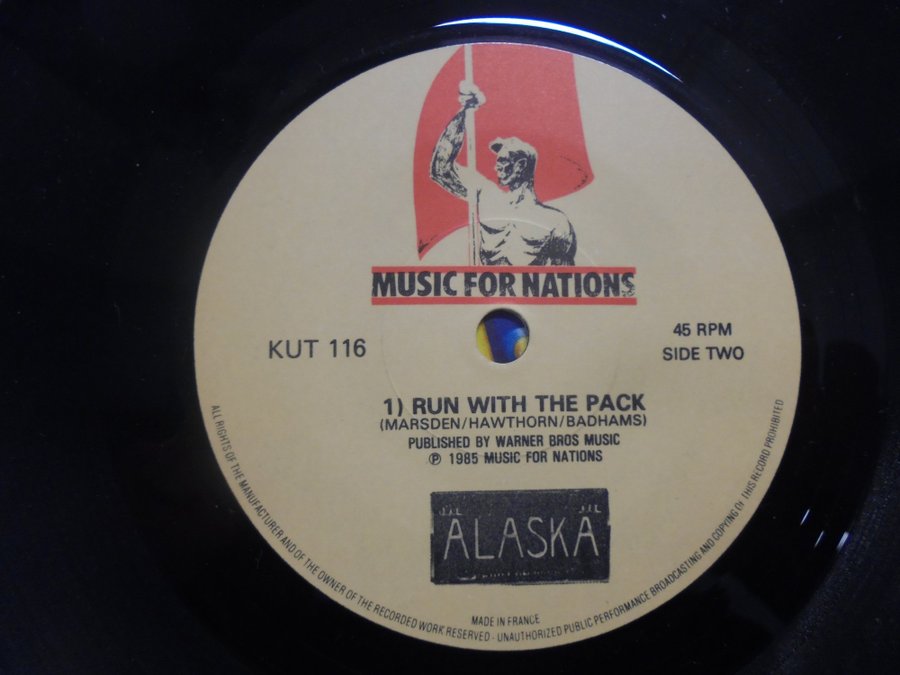 MUSIC FOR NATIONS
KUT 116
45 RPM
SIDE TWO
1) RUN WITH THE PACK
(MARSDEN/HAWTHORN/BADHAMS)
PUBLISHED BY WARNER BROS MUSIC
℗ 1985 MUSIC FOR NATIONS
ALASKA
MADE IN FRANCE
ALL RIGHTS OF THE MANUFACTURER AND OF THE OWNER OF THE RECORDED WORK RESERVED - UNAUTHORIZED PUBLIC PERFORMANCE BROADCASTING AND COPYING OF THIS RECORD PROHIBITED